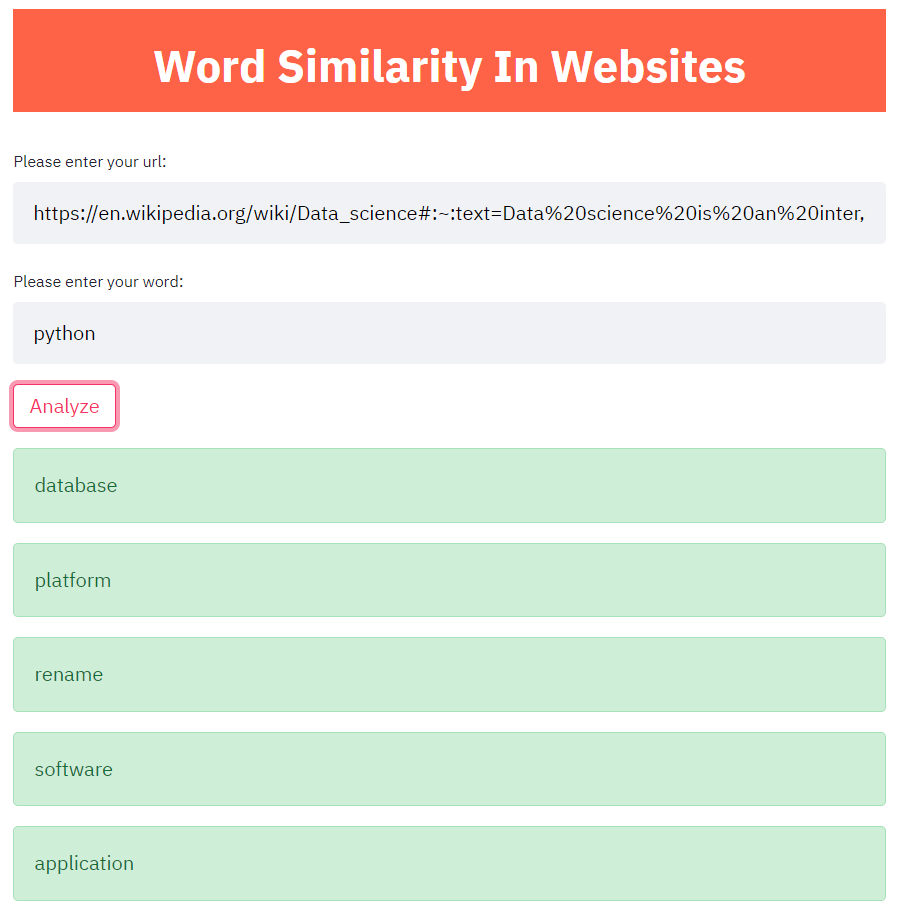 Word Similarity In Websites
Please enter your url:
https://en.wikipedia.org/wiki/Data_science#:~:text=Data%20science%20is%20an%20inter,
Please enter your word:
python
Analyze
database
platform
rename
software
application